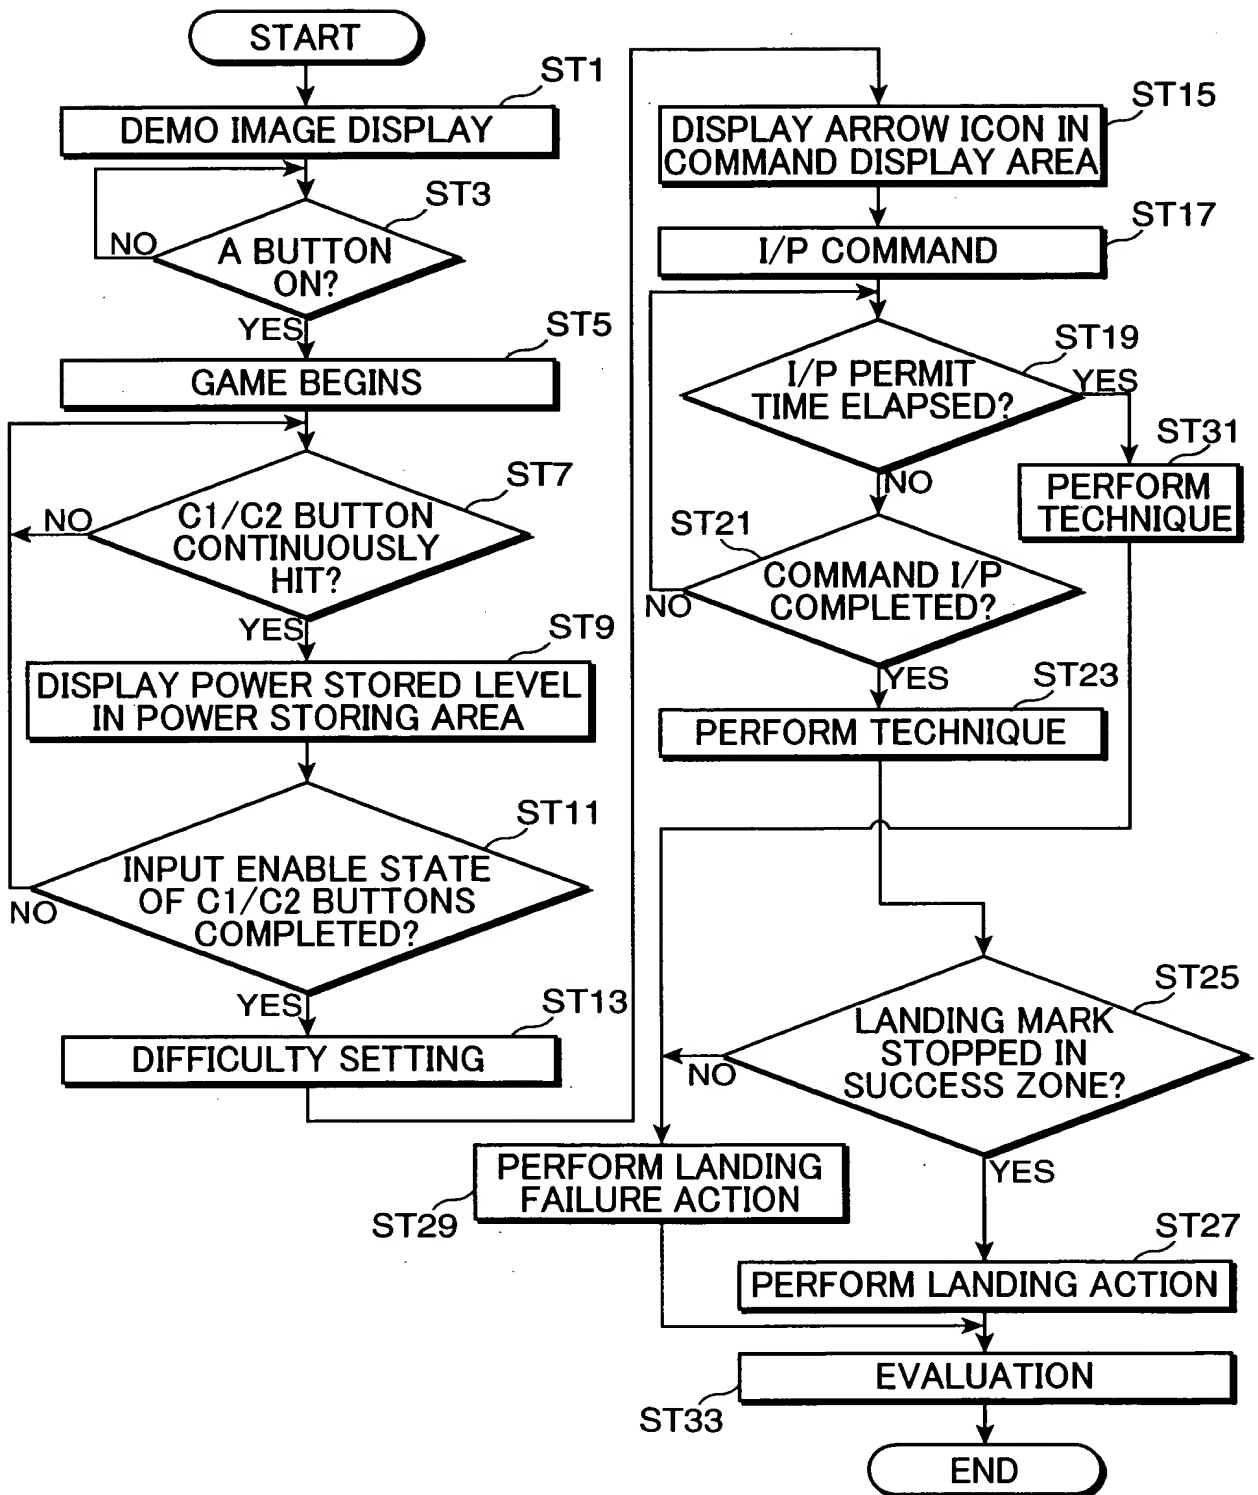 START
ST1
DEMO IMAGE DISPLAY
ST3
NO
A BUTTON
ON?
YES
ST5
GAME BEGINS
ST7
NO
C1/C2 BUTTON
CONTINUOUSLY
HIT?
YES
ST9
DISPLAY POWER STORED LEVEL
IN POWER STORING AREA
ST11
INPUT ENABLE STATE
OF C1/C2 BUTTONS
COMPLETED?
NO
YES
ST13
DIFFICULTY SETTING
ST15
DISPLAY ARROW ICON IN
COMMAND DISPLAY AREA
ST17
I/P COMMAND
ST19
I/P PERMIT
TIME ELAPSED?
YES
ST31
PERFORM
TECHNIQUE
NO
ST21
COMMAND I/P
COMPLETED?
NO
YES
ST23
PERFORM TECHNIQUE
ST25
LANDING MARK
STOPPED IN
SUCCESS ZONE?
NO
YES
PERFORM LANDING
FAILURE ACTION
ST29
ST27
PERFORM LANDING ACTION
EVALUATION
ST33
END